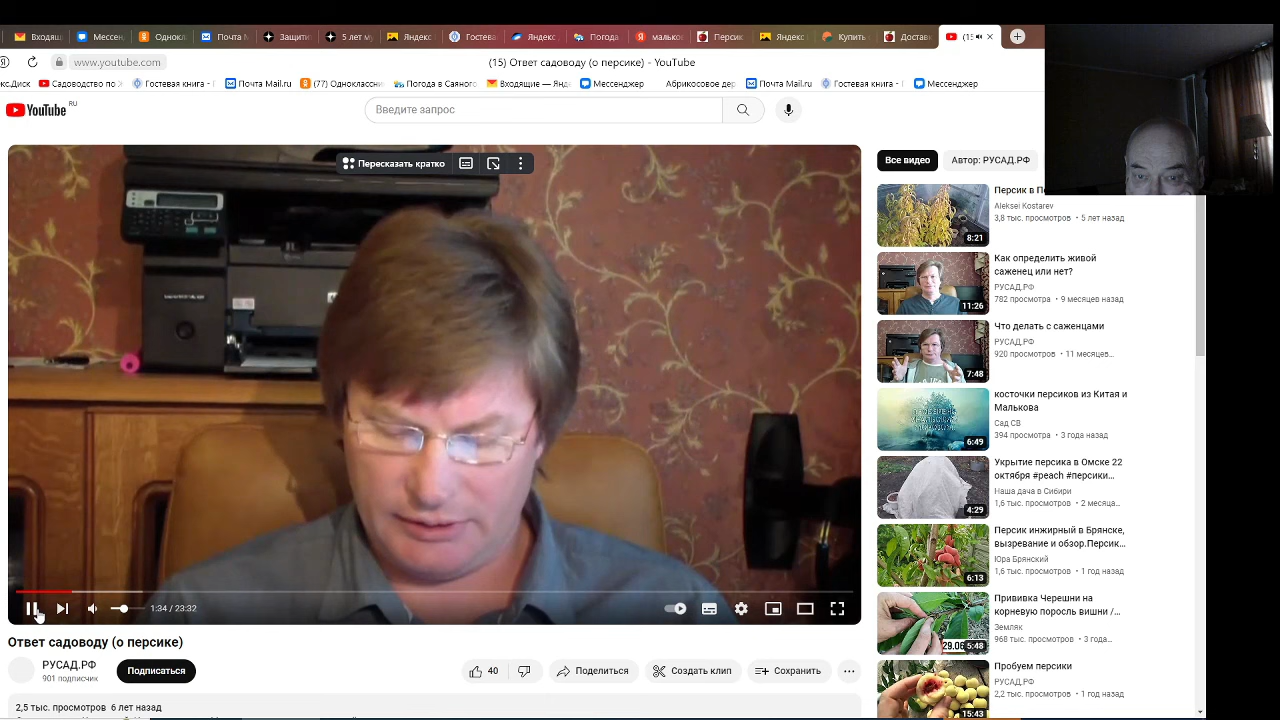 Входящ
Мессен
Однокл
Почта М
Защити
5 лет му
Яндекс
Гостева
Яндекс
Погода
малько
Персик
Яндекс
Купить
Достав
(15
www.youtube.com
(15) Ответ садоводу (о персике) - YouTube
кс.Диск
Садоводство по
Гостевая книга - Г
Почта Mail.ru
(77) Одноклассни
Погода в Саяного
Входящие — Янд
Мессенджер
Абрикосовое дер
Почта Mail.ru
Гостевая книга - Г
Мессенджер
YouTube RU
Введите запрос
Пересказать кратко
Все видео
Автор: РУСАД.РФ
Персик в П
Aleksei Kostarev
3,8 тыс. просмотров • 5 лет назад
8:21
Как определить живой
саженец или нет?
РУСАД.РФ
782 просмотра • 9 месяцев назад
11:26
Что делать с саженцами
РУСАД.РФ
920 просмотров • 11 месяцев...
7:48
косточки персиков из Китая и
Малькова
Сад СВ
394 просмотра • 3 года назад
6:49
Укрытие персика в Омске 22
октября #peach #персики...
Наша дача в Сибири
1,6 тыс. просмотров • 2 месяца...
4:29
Персик инжирный в Брянске,
вызревание и обзор.Персик...
Юра Брянский
1,6 тыс. просмотров • 1 год назад
6:13
Прививка Черешни на
корневую поросль вишни /...
Земляк
968 тыс. просмотров • 3 года...
29.06
5:48
Пробуем персики
РУСАД.РФ
2,2 тыс. просмотров • 1 год назад
15:43
1:34 / 23:32
Ответ садоводу (о персике)
РУСАД.РФ
901 подписчик
Подписаться
40
Поделиться
Создать клип
Сохранить
2,5 тыс. просмотров 6 лет назад